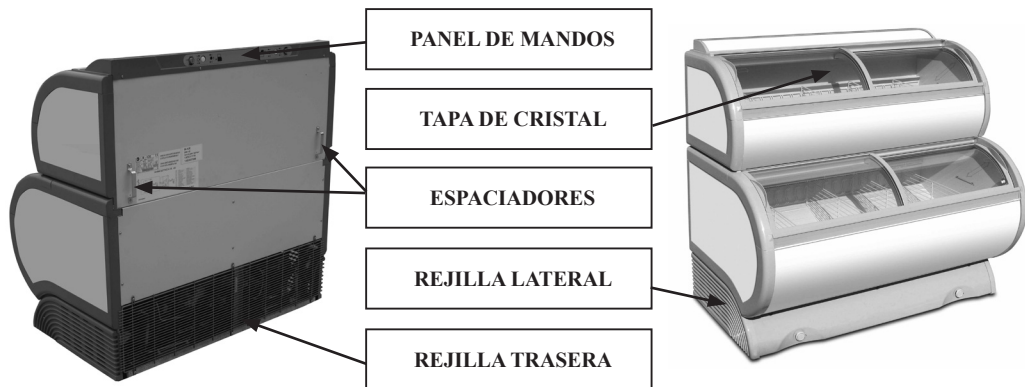 PANEL DE MANDOS
TAPA DE CRISTAL
ESPACIADORES
REJILLA LATERAL
REJILLA TRASERA